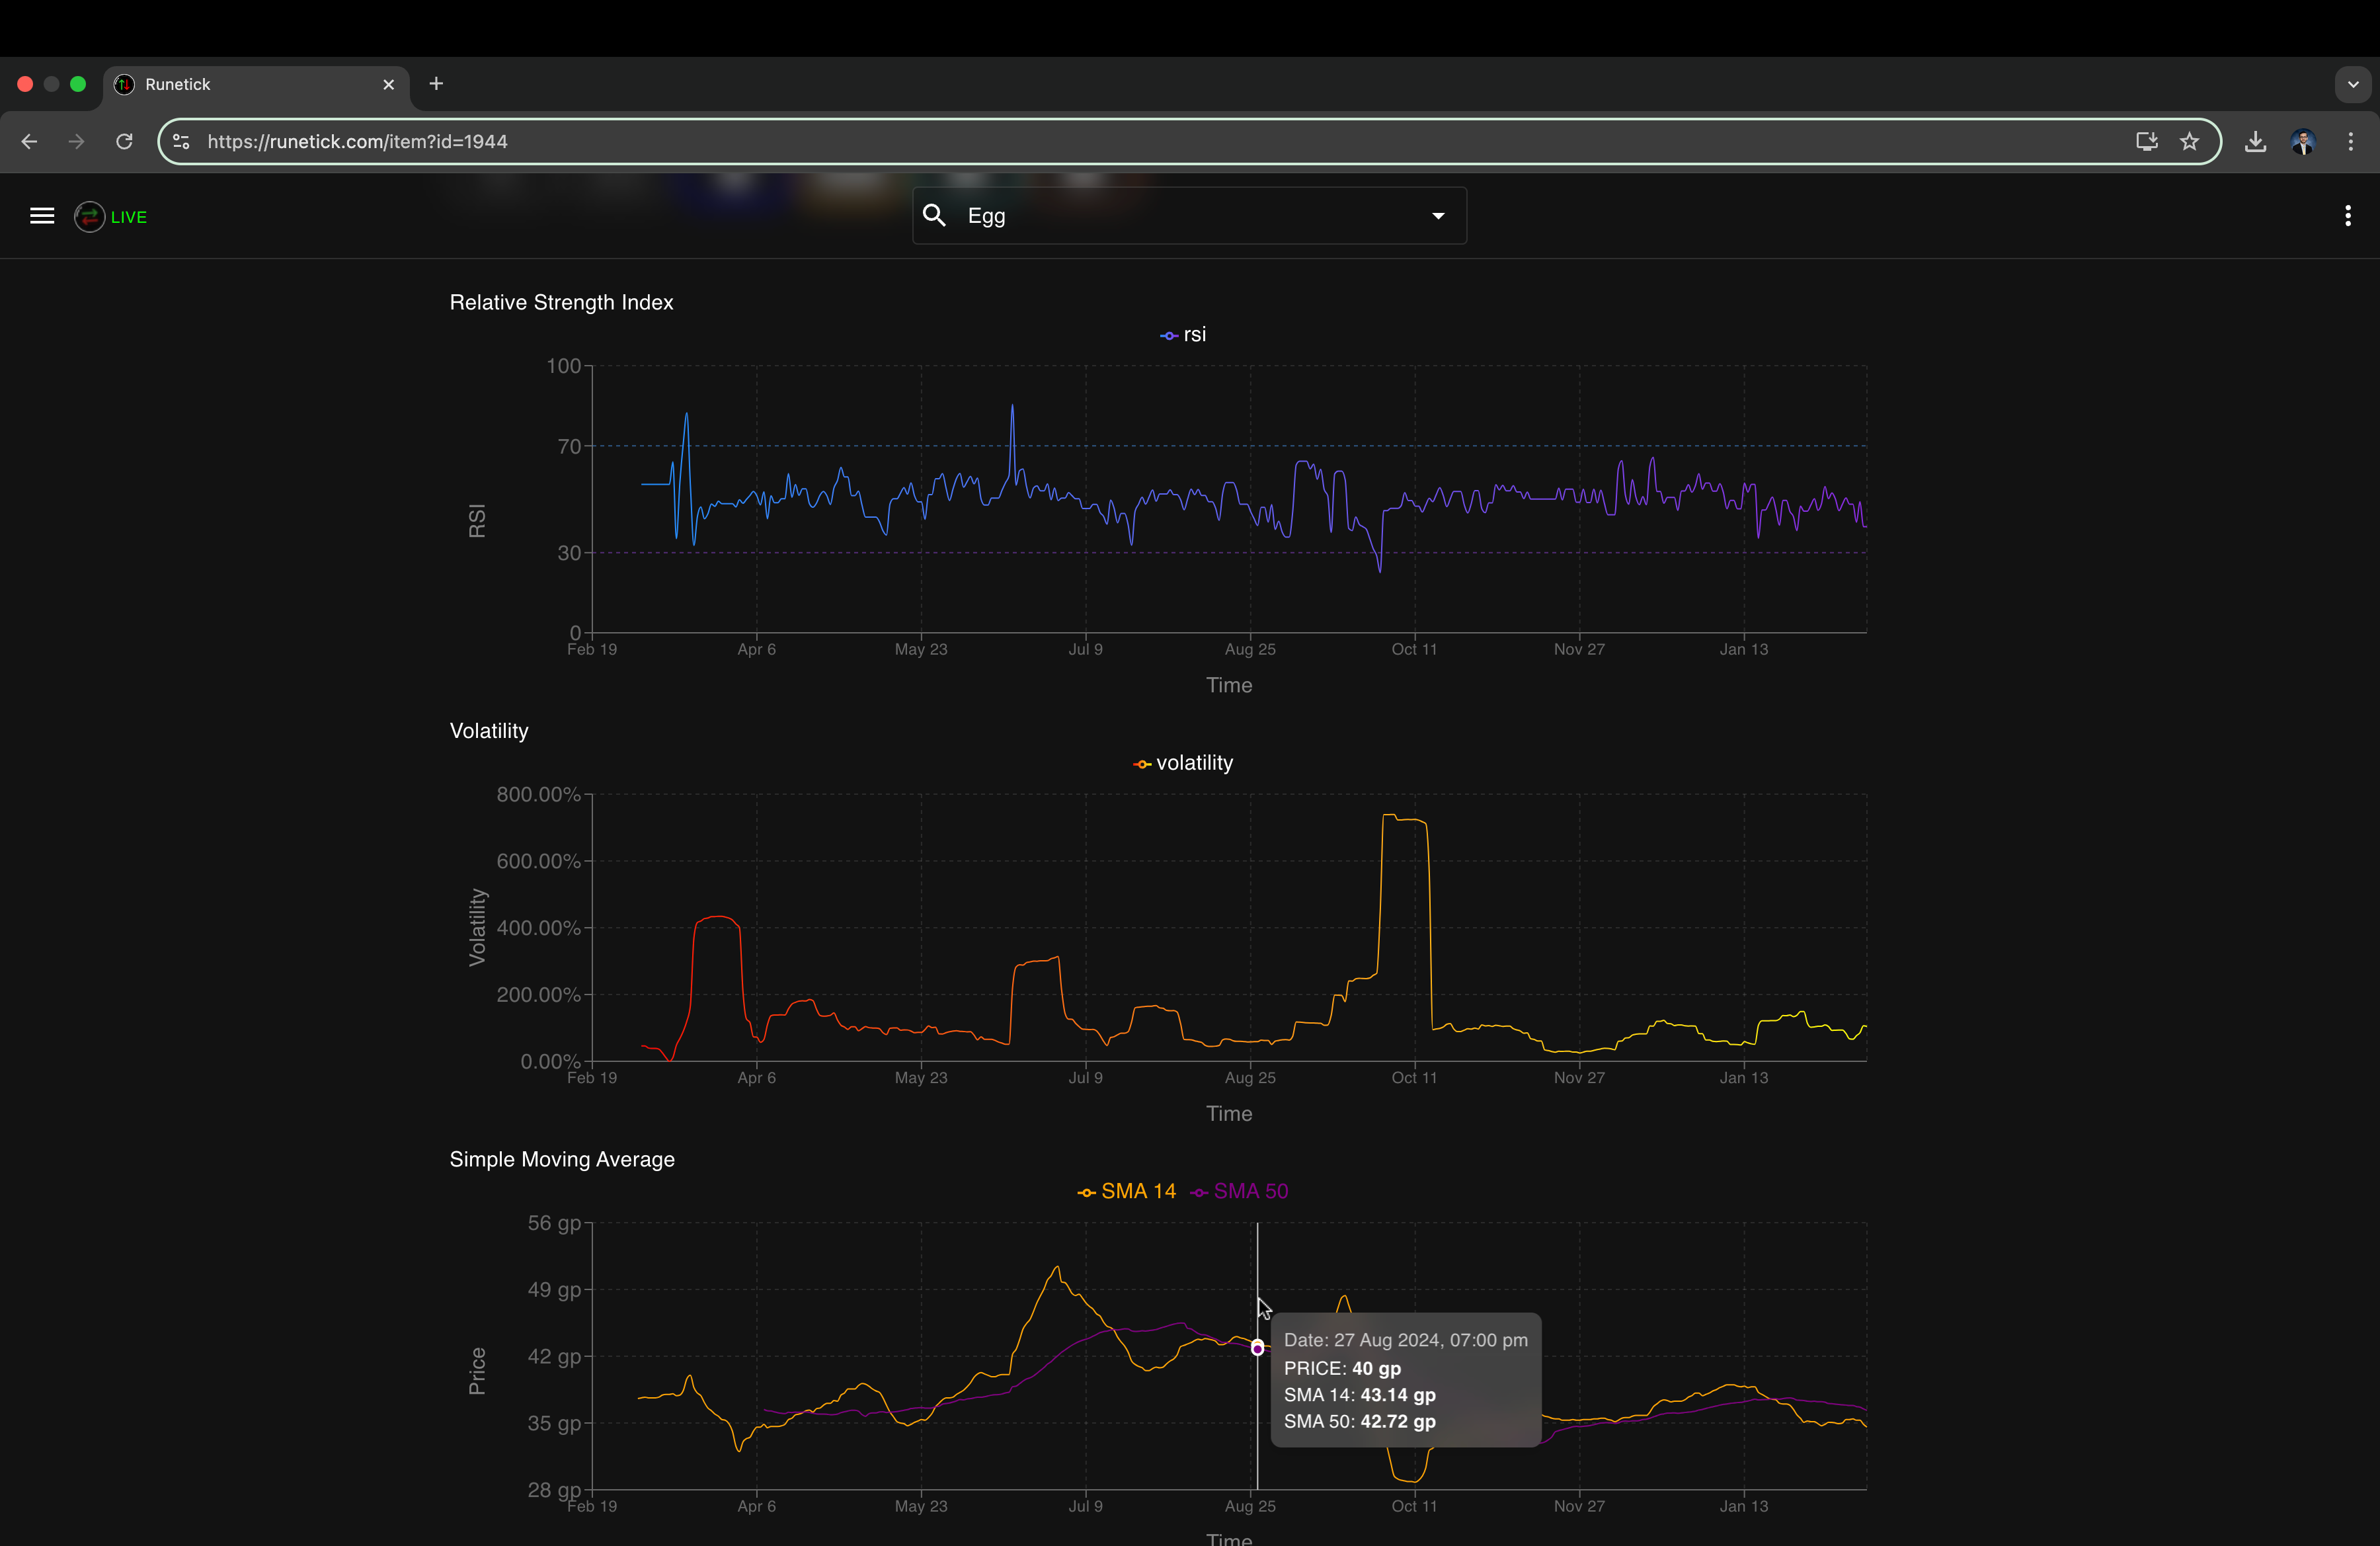 Runetick
https://runetick.com/item?id=1944
LIVE
Egg
Relative Strength Index
rsi
100
70
30
0
RSI
Feb 19 Apr 6 May 23 Jul 9 Aug 25 Oct 11 Nov 27 Jan 13
Time
Volatility
volatility
800.00%
600.00%
400.00%
200.00%
0.00%
Volatility
Feb 19 Apr 6 May 23 Jul 9 Aug 25 Oct 11 Nov 27 Jan 13
Time
Simple Moving Average
SMA 14 SMA 50
56 gp
49 gp
42 gp
35 gp
28 gp
Price
Date: 27 Aug 2024, 07:00 pm
PRICE: 40 gp
SMA 14: 43.14 gp
SMA 50: 42.72 gp
Feb 19 Apr 6 May 23 Jul 9 Aug 25 Oct 11 Nov 27 Jan 13
Time